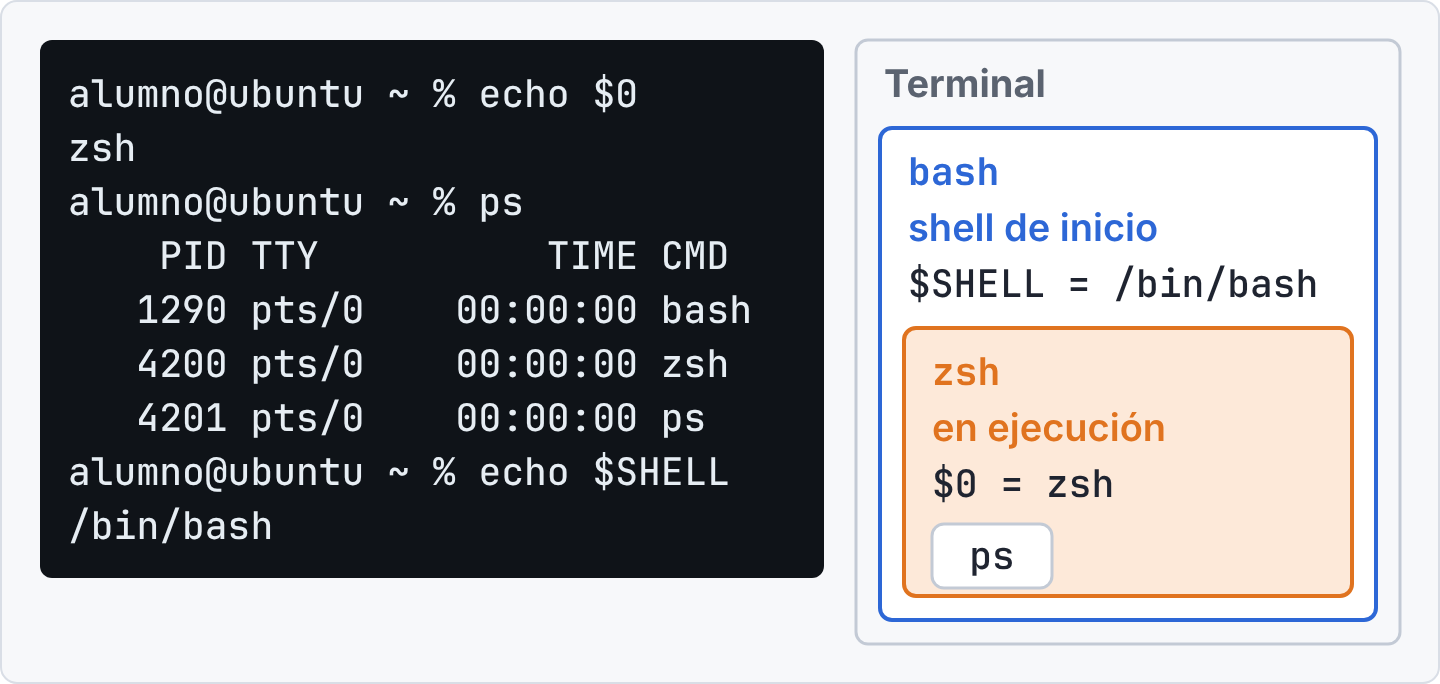 alumno@ubuntu ~ % echo $0
zsh
alumno@ubuntu ~ % ps
    PID TTY          TIME CMD
   1290 pts/0    00:00:00 bash
   4200 pts/0    00:00:00 zsh
   4201 pts/0    00:00:00 ps
alumno@ubuntu ~ % echo $SHELL
/bin/bash
Terminal
bash
shell de inicio
$SHELL = /bin/bash
zsh
en ejecución
$0 = zsh
ps